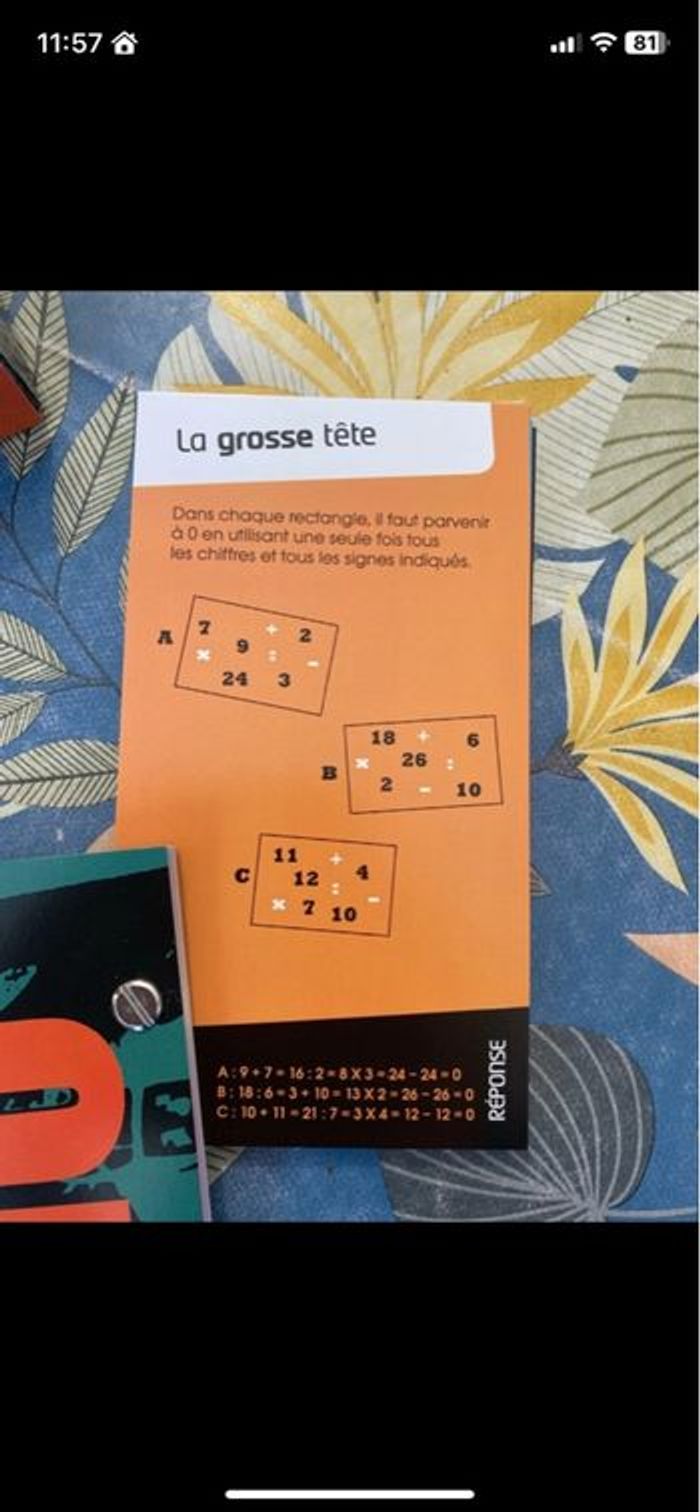 11:57
81
La grosse tête
Dans chaque rectangle, il faut parvenir
à 0 en utilisant une seule fois tous
les chiffres et tous les signes indiqués.
A
7 + 2
9
× : -
24 3
B
18 + 6
× 26 :
2 - 10
C
11 +
12 4
: -
× 7 10
A : 9 + 7 = 16 : 2 = 8 X 3 = 24 - 24 = 0
B : 18 : 6 = 3 + 10 = 13 X 2 = 26 - 26 = 0
C : 10 + 11 = 21 : 7 = 3 X 4 = 12 - 12 = 0
RÉPONSE
0